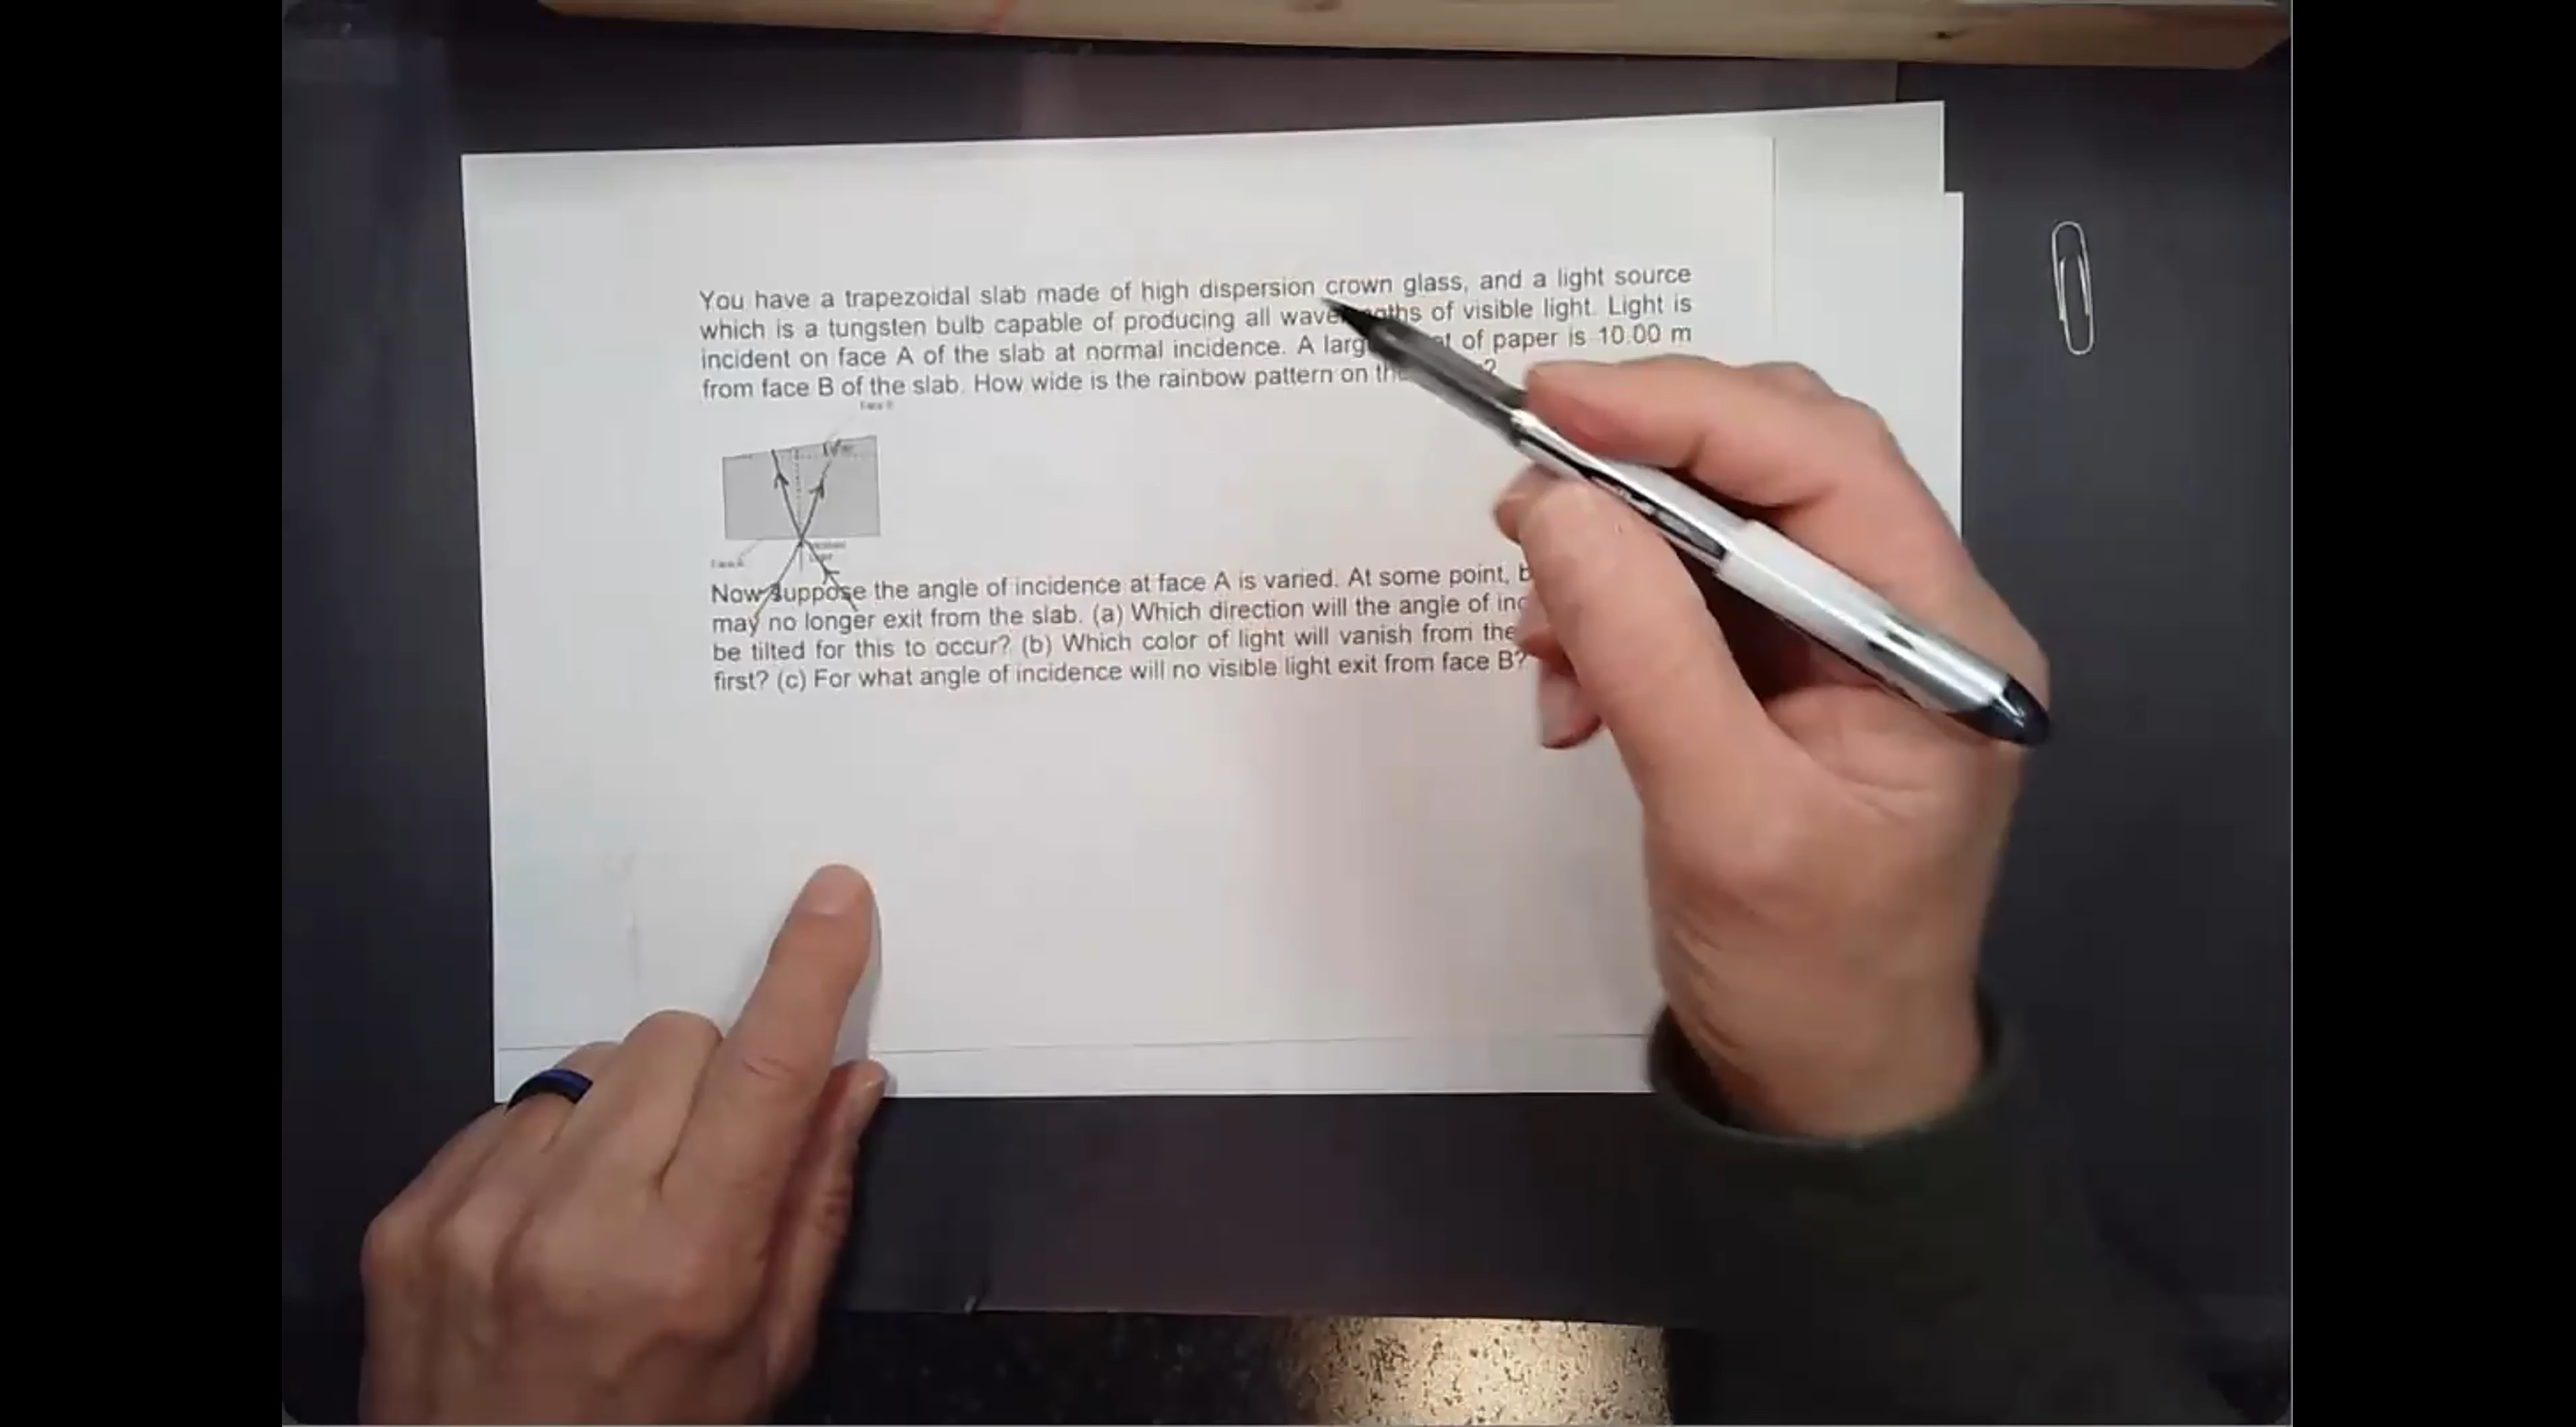 You have a trapezoidal slab made of high dispersion crown glass, and a light source
which is a tungsten bulb capable of producing all of visible light. Light is
incident on face A of the slab at normal incidence. A of paper is 10.00 m
from face B of the slab. How wide is the rainbow pattern on
Face B
Face A
Now suppose the angle of incidence at face A is varied. At some point,
may no longer exit from the slab. (a) Which direction will the angle of
be tilted for this to occur? (b) Which color of light will vanish from the
first? (c) For what angle of incidence will no visible light exit from face B?